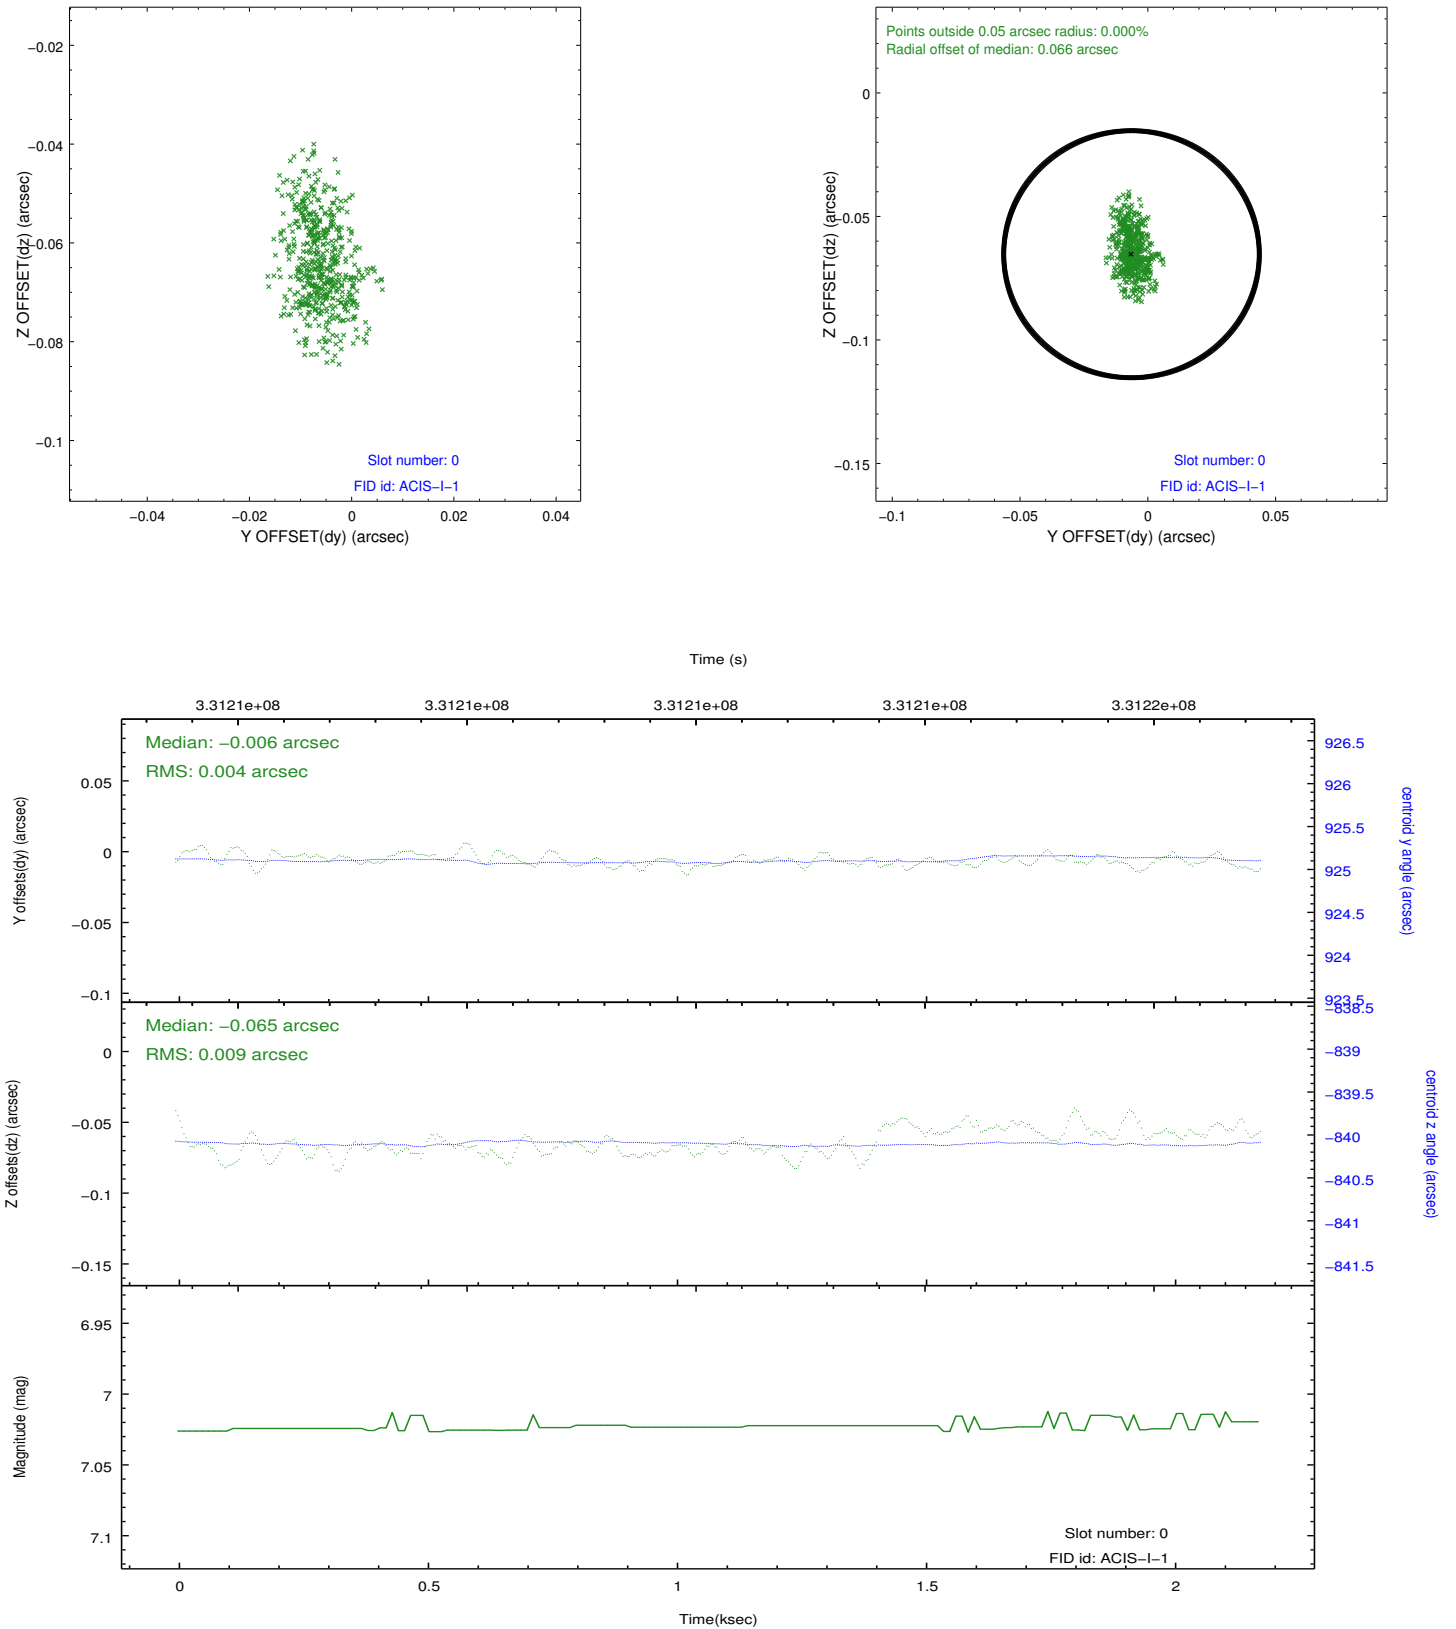 −0.02
−0.04
−0.06
−0.08
−0.1
Z OFFSET(dz) (arcsec)
Slot number: 0
FID id: ACIS−I−1
−0.04 −0.02 0 0.02 0.04
Y OFFSET(dy) (arcsec)
Points outside 0.05 arcsec radius: 0.000%
Radial offset of median: 0.066 arcsec
0
−0.05
−0.1
−0.15
Z OFFSET(dz) (arcsec)
Slot number: 0
FID id: ACIS−I−1
−0.1 −0.05 0 0.05
Y OFFSET(dy) (arcsec)
Time (s)
3.3121e+08 3.3121e+08 3.3121e+08 3.3121e+08 3.3122e+08
Median: −0.006 arcsec
RMS: 0.004 arcsec
0.05
0
−0.05
−0.1
Y offsets(dy) (arcsec)
926.5
926
925.5
925
924.5
924
923.5
centroid y angle (arcsec)
Median: −0.065 arcsec
RMS: 0.009 arcsec
0
−0.05
−0.1
−0.15
Z offsets(dz) (arcsec)
−838.5
−839
−839.5
−840
−840.5
−841
−841.5
centroid z angle (arcsec)
6.95
7
7.05
7.1
Magnitude (mag)
Slot number: 0
FID id: ACIS−I−1
0 0.5 1 1.5 2
Time(ksec)